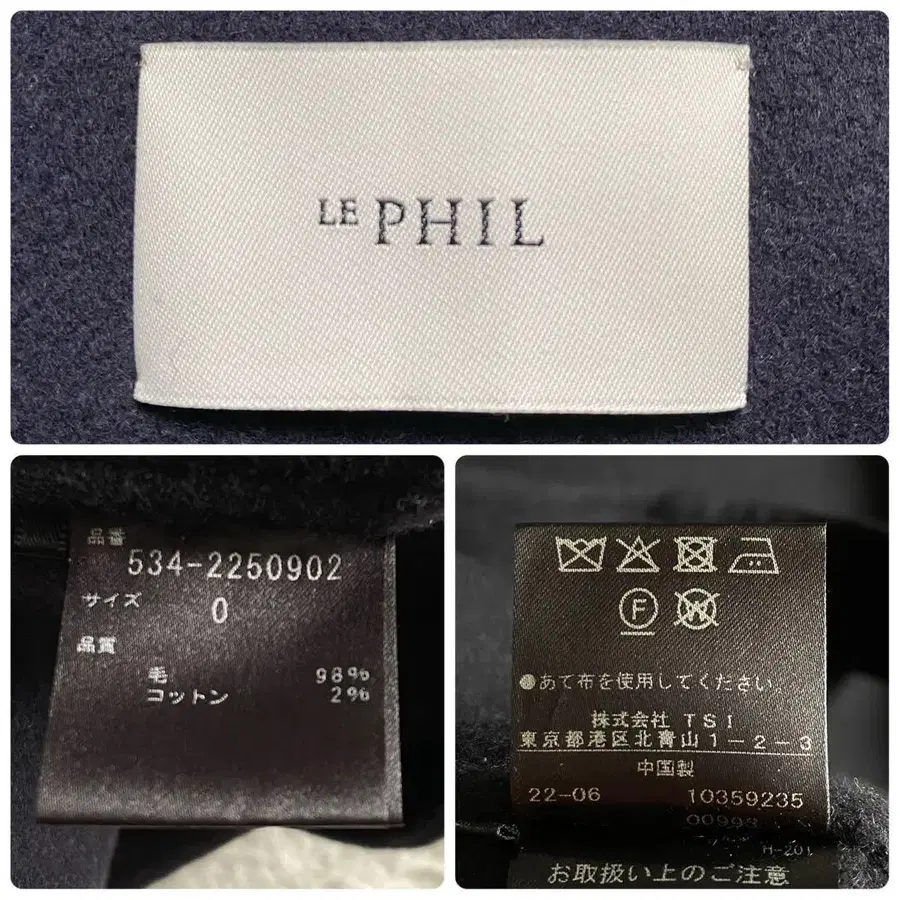 LE PHIL
品番
534-2250902
サイズ
0
品質
毛 98%
コットン 2%
F W
●あて布を使用してください。
株式会社 TSI
東京都港区北青山1-2-3
中国製
22-06 10359235
00993
H-201
お取扱い上のご注意